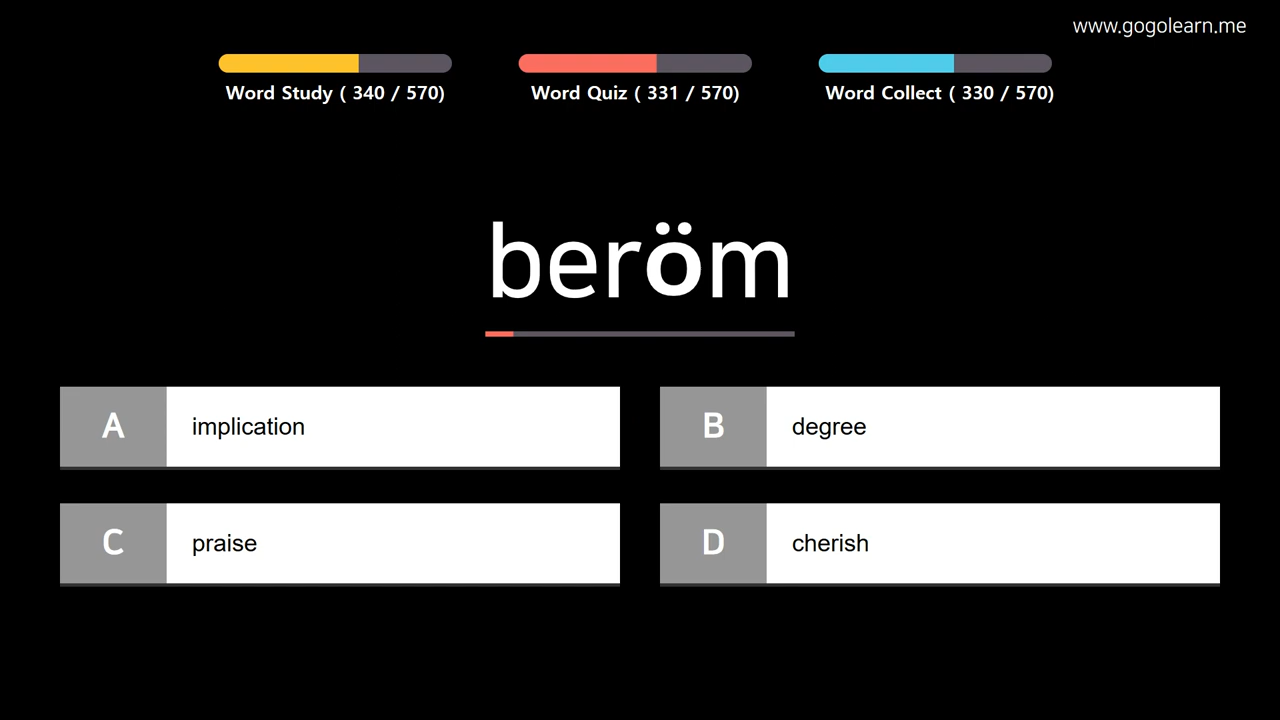 www.gogolearn.me
Word Study ( 340 / 570)
Word Quiz ( 331 / 570)
Word Collect ( 330 / 570)
beröm
A implication
B degree
C praise
D cherish